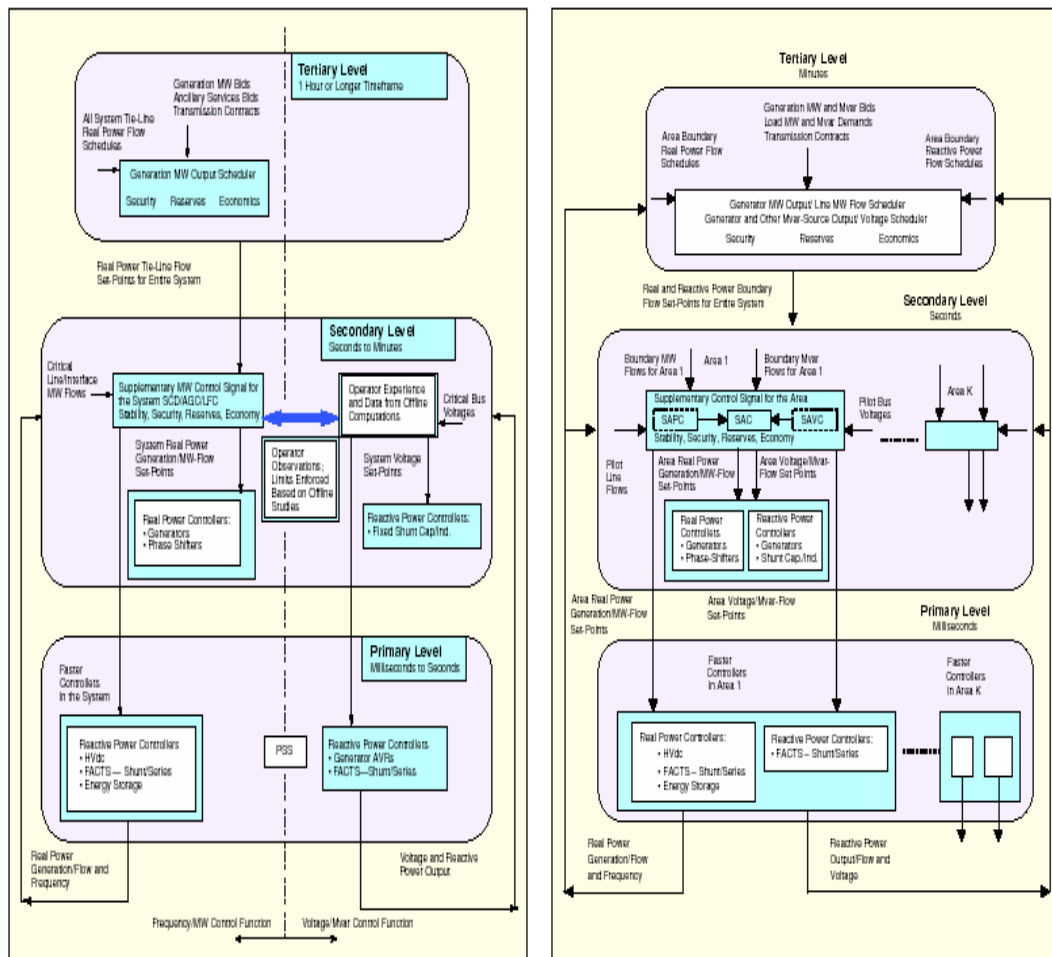 Tertiary Level
1 Hour or Longer Timeframe
Generation MW Bids
Ancillary Services Bids
Transmission Contracts
All System Tie-Line
Real Power Flow
Schedules
Generation MW Output Scheduler
Security Reserves Economics
Real Power Tie-Line Flow
Set-Points for Entire System
Secondary Level
Seconds to Minutes
Critical
Line/Interface
MW Flows
Supplementary MW Control Signal for
the System SCD/AGC/LFC
Stability, Security, Reserves, Economy
Operator Experience
and Data from Offline
Computations
Critical Bus
Voltages
System Real Power
Generation/MW-Flow
Set-Points
Operator
Observations;
Limits Enforced
Based on Offline
Studies
System Voltage
Set-Points
Real Power Controllers:
• Generators
• Phase Shifters
Reactive Power Controllers:
• Fixed Shunt Cap/Ind.
Primary Level
Milliseconds to Seconds
Faster
Controllers
In the System
Reactive Power Controllers
• HVdc
• FACTS — Shunt/Series
• Energy Storage
PSS
Reactive Power Controllers
• Generator AVRs
• FACTS—Shunt/Series
Real Power
Generation/Flow and
Frequency
Voltage and Reactive
Power Output
Frequency/MW Control Function
Voltage/Mvar Control Function
Tertiary Level
Minutes
Generation MW and Mvar Bids
Load MW and Mvar Demands
Transmission Contracts
Area Boundary
Real Power Flow
Schedules
Area Boundary
Reactive Power
Flow Schedules
Generator MW Output/ Line MW Flow Scheduler
Generator and Other Mvar-Source Output/ Voltage Scheduler
Security Reserves Economics
Real and Reactive Power Boundary
Flow Set-Points for Entire System
Secondary Level
Seconds
Boundary MW
Flows for Area 1
Area 1
Boundary Mvar
Flows for Area 1
Supplementary Control Signal for the Area
SAPC SAC SAVC
Stability, Security, Reserves, Economy
Pilot Bus
Voltages
Area K
Pilot
Line Flows
Area Real Power
Generation/MW-Flow
Set-Points
Area Voltage/Mvar-
Flow Set Points
Real Power
Controllers
• Generators
• Phase-Shifters
Reactive Power
Controllers
• Generators
• Shunt Cap./Ind.
Area Real Power
Generation/MW-Flow
Set-Points
Area Voltage/Mvar-Flow
Set-Points
Primary Level
Milliseconds
Faster
Controllers
In Area 1
Faster
Controllers
in Area K
Real Power Controllers:
• HVdc
• FACTS – Shunt/Series
• Energy Storage
Reactive Power Controllers:
• FACTS – Shunt/Series
Real Power
Generation/Flow
and Frequency
Reactive Power
Output/Flow and
Voltage